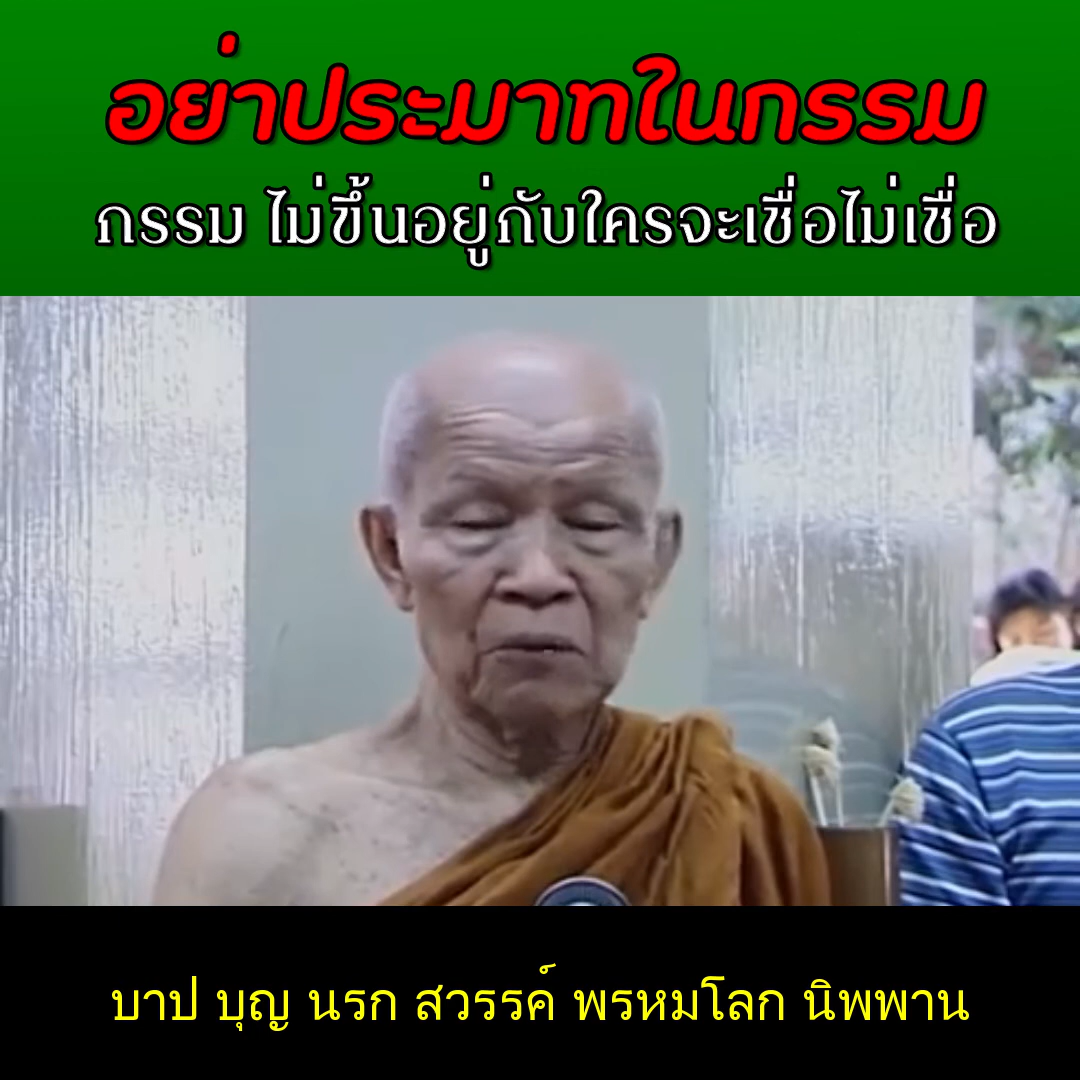 อย่าประมาทในกรรม
กรรม ไม่ขึ้นอยู่กับใครจะเชื่อไม่เชื่อ
บาป บุญ นรก สวรรค์ พรหมโลก นิพพาน